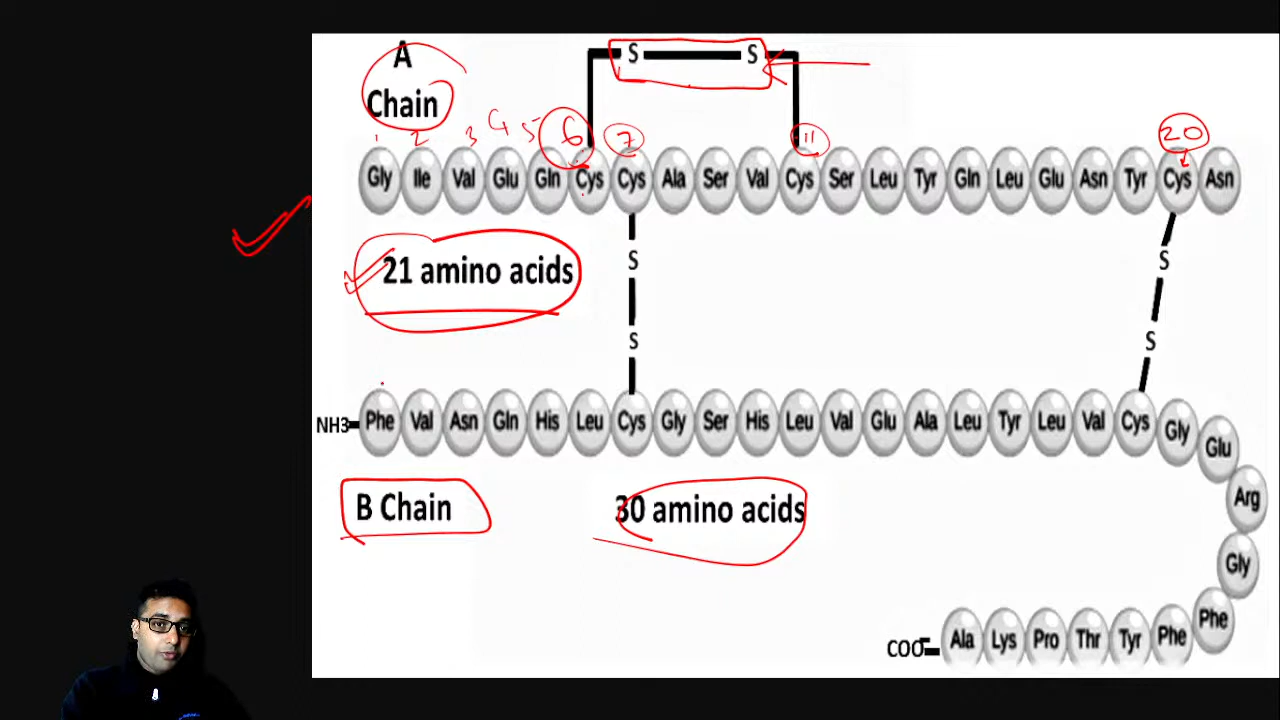 A
S S
Chain
1 2 3 4 5 6 7 11 20
Gly Ile Val Glu Gln Cys Cys Ala Ser Val Cys Ser Leu Tyr Gln Leu Glu Asn Tyr Cys Asn
S S
21 amino acids
S S
NH3 Phe Val Asn Gln His Leu Cys Gly Ser His Leu Val Glu Ala Leu Tyr Leu Val Cys Gly Glu
Arg
B Chain 30 amino acids
Gly
Phe
COO- Ala Lys Pro Thr Tyr Phe